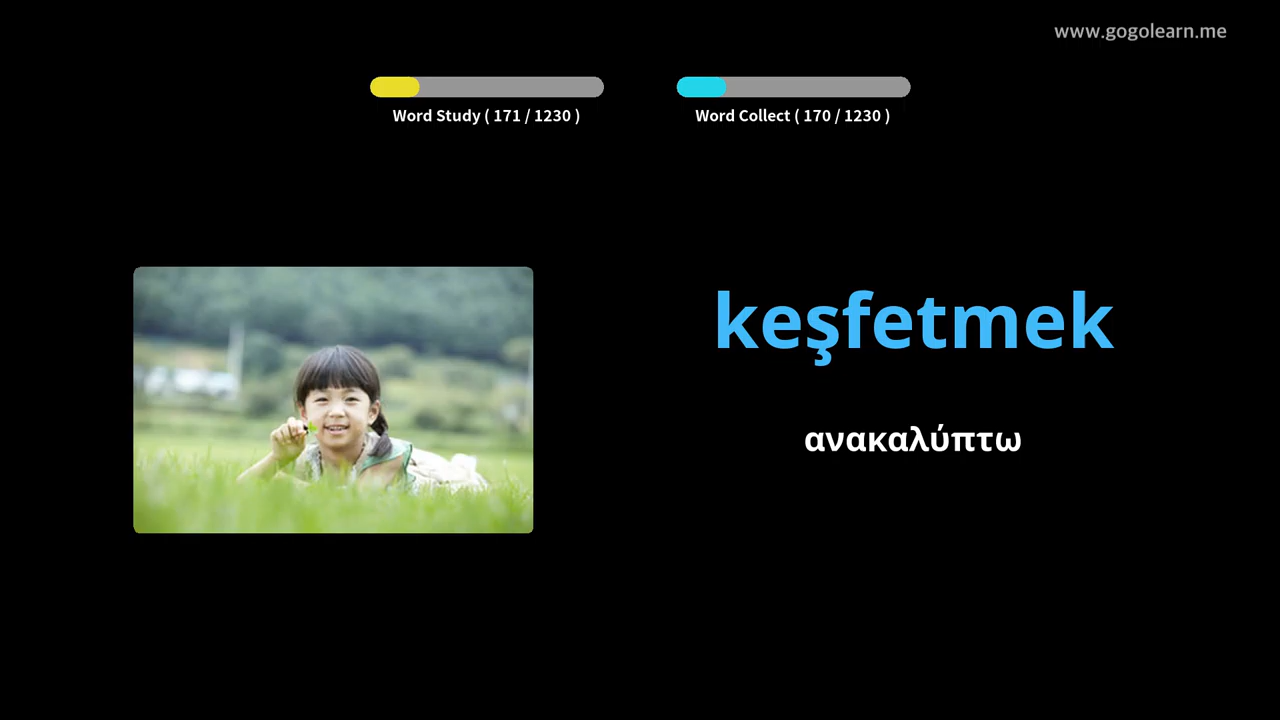 www.gogolearn.me
Word Study ( 171 / 1230 )
Word Collect ( 170 / 1230 )
keşfetmek
ανακαλύπτω